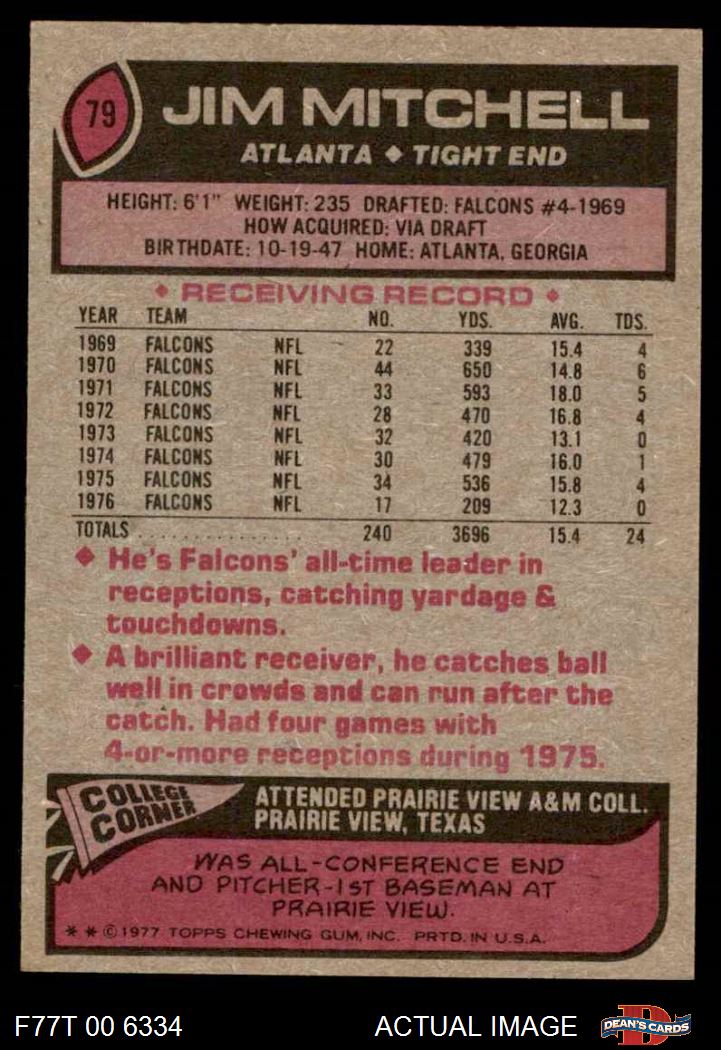 79
JIM MITCHELL
ATLANTA ◆ TIGHT END
HEIGHT: 6'1" WEIGHT: 235 DRAFTED: FALCONS #4-1969
HOW ACQUIRED: VIA DRAFT
BIRTHDATE: 10-19-47 HOME: ATLANTA, GEORGIA
◆ RECEIVING RECORD ◆
YEAR TEAM NO. YDS. AVG. TDS.
1969 FALCONS NFL 22 339 15.4 4
1970 FALCONS NFL 44 650 14.8 6
1971 FALCONS NFL 33 593 18.0 5
1972 FALCONS NFL 28 470 16.8 4
1973 FALCONS NFL 32 420 13.1 0
1974 FALCONS NFL 30 479 16.0 1
1975 FALCONS NFL 34 536 15.8 4
1976 FALCONS NFL 17 209 12.3 0
TOTALS . . . . . . . . . . . . . . . . 240 3696 15.4 24
◆ He's Falcons' all-time leader in
receptions, catching yardage &
touchdowns.
◆ A brilliant receiver, he catches ball
well in crowds and can run after the
catch. Had four games with
4-or-more receptions during 1975.
COLLEGE
CORNER
ATTENDED PRAIRIE VIEW A&M COLL.
PRAIRIE VIEW, TEXAS
WAS ALL-CONFERENCE END
AND PITCHER-1ST BASEMAN AT
PRAIRIE VIEW.
* * © 1977 TOPPS CHEWING GUM, INC. PRTD. IN U.S.A.
F77T 00 6334 ACTUAL IMAGE D DEAN'S CARDS